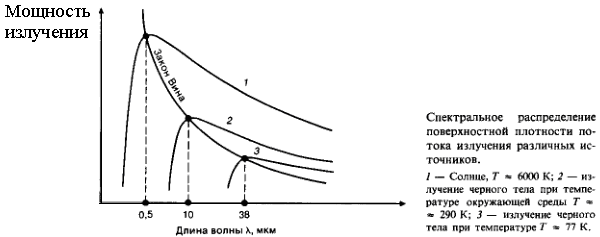 Мощность
излучения
Закон Вина
1
2
3
0,5
10
38
Длина волны λ, мкм
Спектральное распределение
поверхностной плотности по-
тока излучения различных ис-
точников.
1 — Солнце, T ≈ 6000 К; 2 — из-
лучение черного тела при темпе-
ратуре окружающей среды T ≈
≈ 290 К; 3 — излучение черного
тела при температуре T ≈ 77 К.